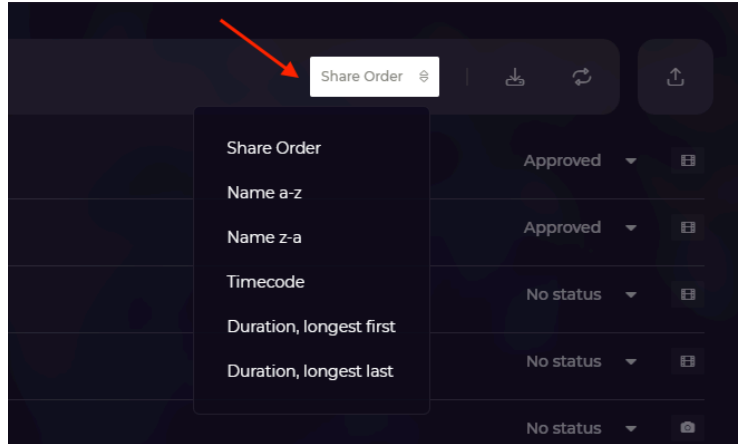 Share Order
Share Order
Approved
Name a-z
Approved
Name z-a
Timecode
No status
Duration, longest first
No status
Duration, longest last
No status